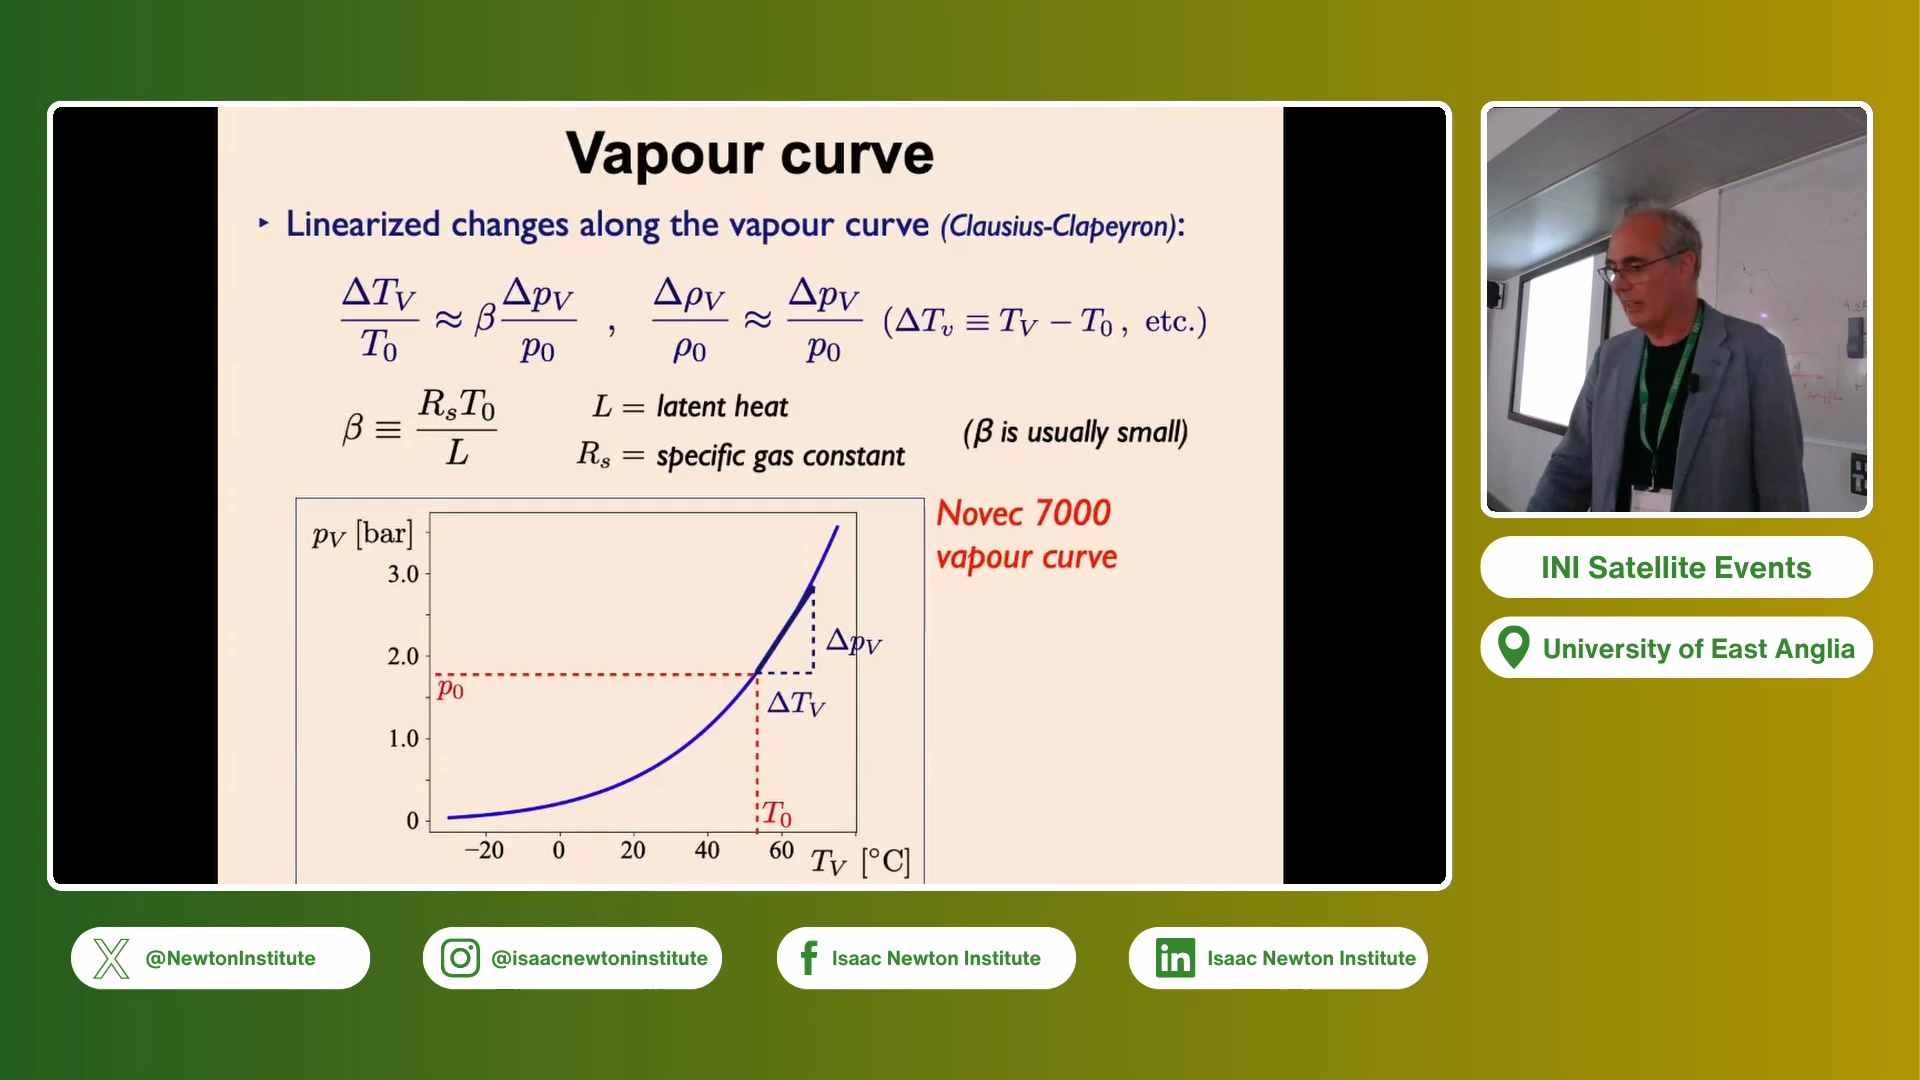 Vapour curve
‣ Linearized changes along the vapour curve (Clausius-Clapeyron):
ΔT_V / T_0 ≈ β Δp_V / p_0 , Δρ_V / ρ_0 ≈ Δp_V / p_0 (ΔT_v ≡ T_V − T_0 , etc.)
β ≡ R_s T_0 / L
L = latent heat
R_s = specific gas constant
(β is usually small)
Novec 7000
vapour curve
p_V [bar]
3.0
2.0
1.0
0
Δp_V
p_0
ΔT_V
T_0
−20 0 20 40 60 T_V [°C]
INI Satellite Events
University of East Anglia
@NewtonInstitute
@isaacnewtoninstitute
Isaac Newton Institute
Isaac Newton Institute